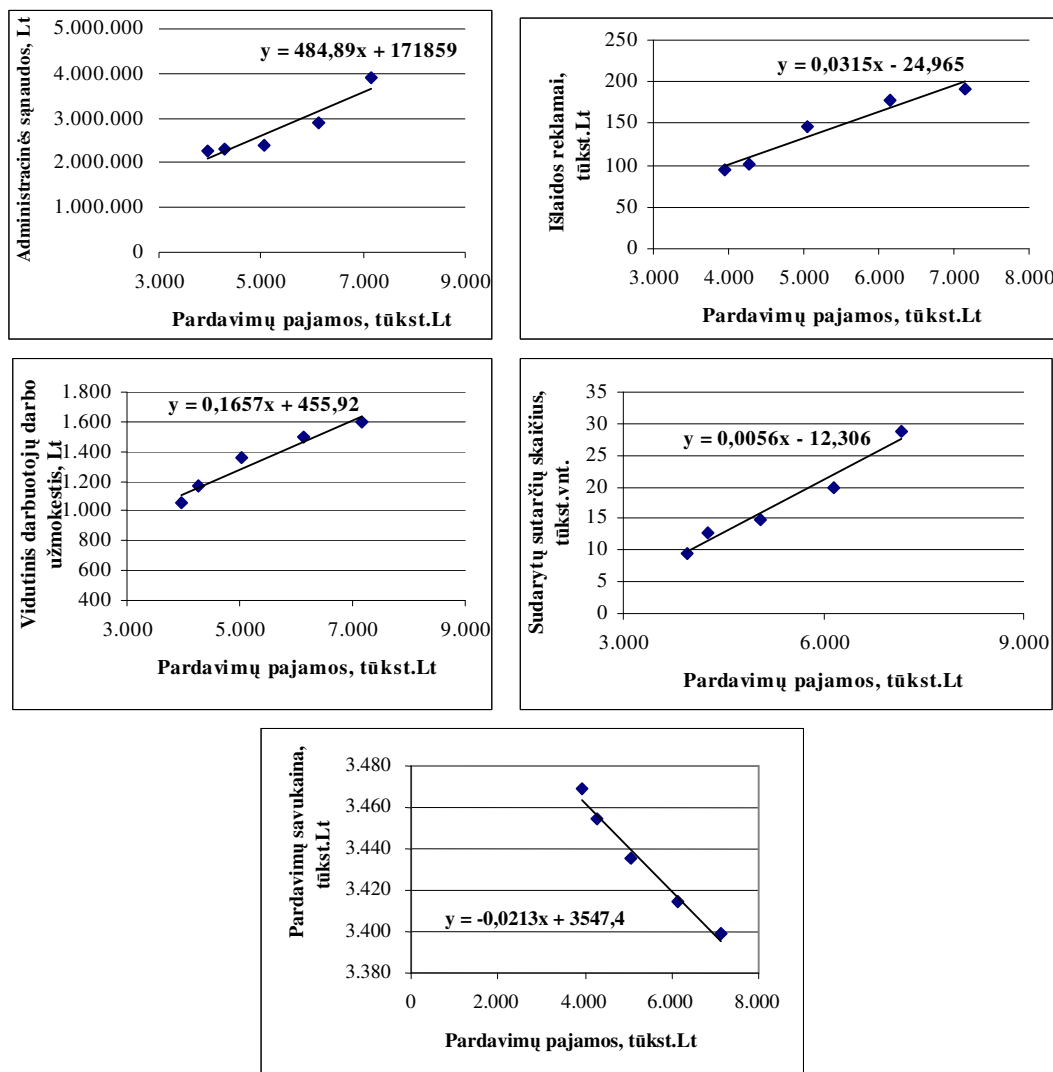 Administracinės sąnaudos, Lt
5.000.000
4.000.000
3.000.000
2.000.000
1.000.000
0
y = 484,89x + 171859
3.000 5.000 7.000 9.000
Pardavimų pajamos, tūkst.Lt
Išlaidos reklamai,
tūkst.Lt
250
200
150
100
50
0
y = 0,0315x - 24,965
3.000 4.000 5.000 6.000 7.000 8.000
Pardavimų pajamos, tūkst.Lt
Vidutinis darbuotojų darbo
užmokestis, Lt
1.800
1.600
1.400
1.200
1.000
800
600
400
y = 0,1657x + 455,92
3.000 5.000 7.000 9.000
Pardavimų pajamos, tūkst.Lt
Sudarytų sutarčių skaičius,
tūkst.vnt.
35
30
25
20
15
10
5
0
y = 0,0056x - 12,306
3.000 6.000 9.000
Pardavimų pajamos, tūkst.Lt
Pardavimų savukaina,
tūkst.Lt
3.480
3.460
3.440
3.420
3.400
3.380
y = -0,0213x + 3547,4
0 2.000 4.000 6.000 8.000
Pardavimų pajamos, tūkst.Lt